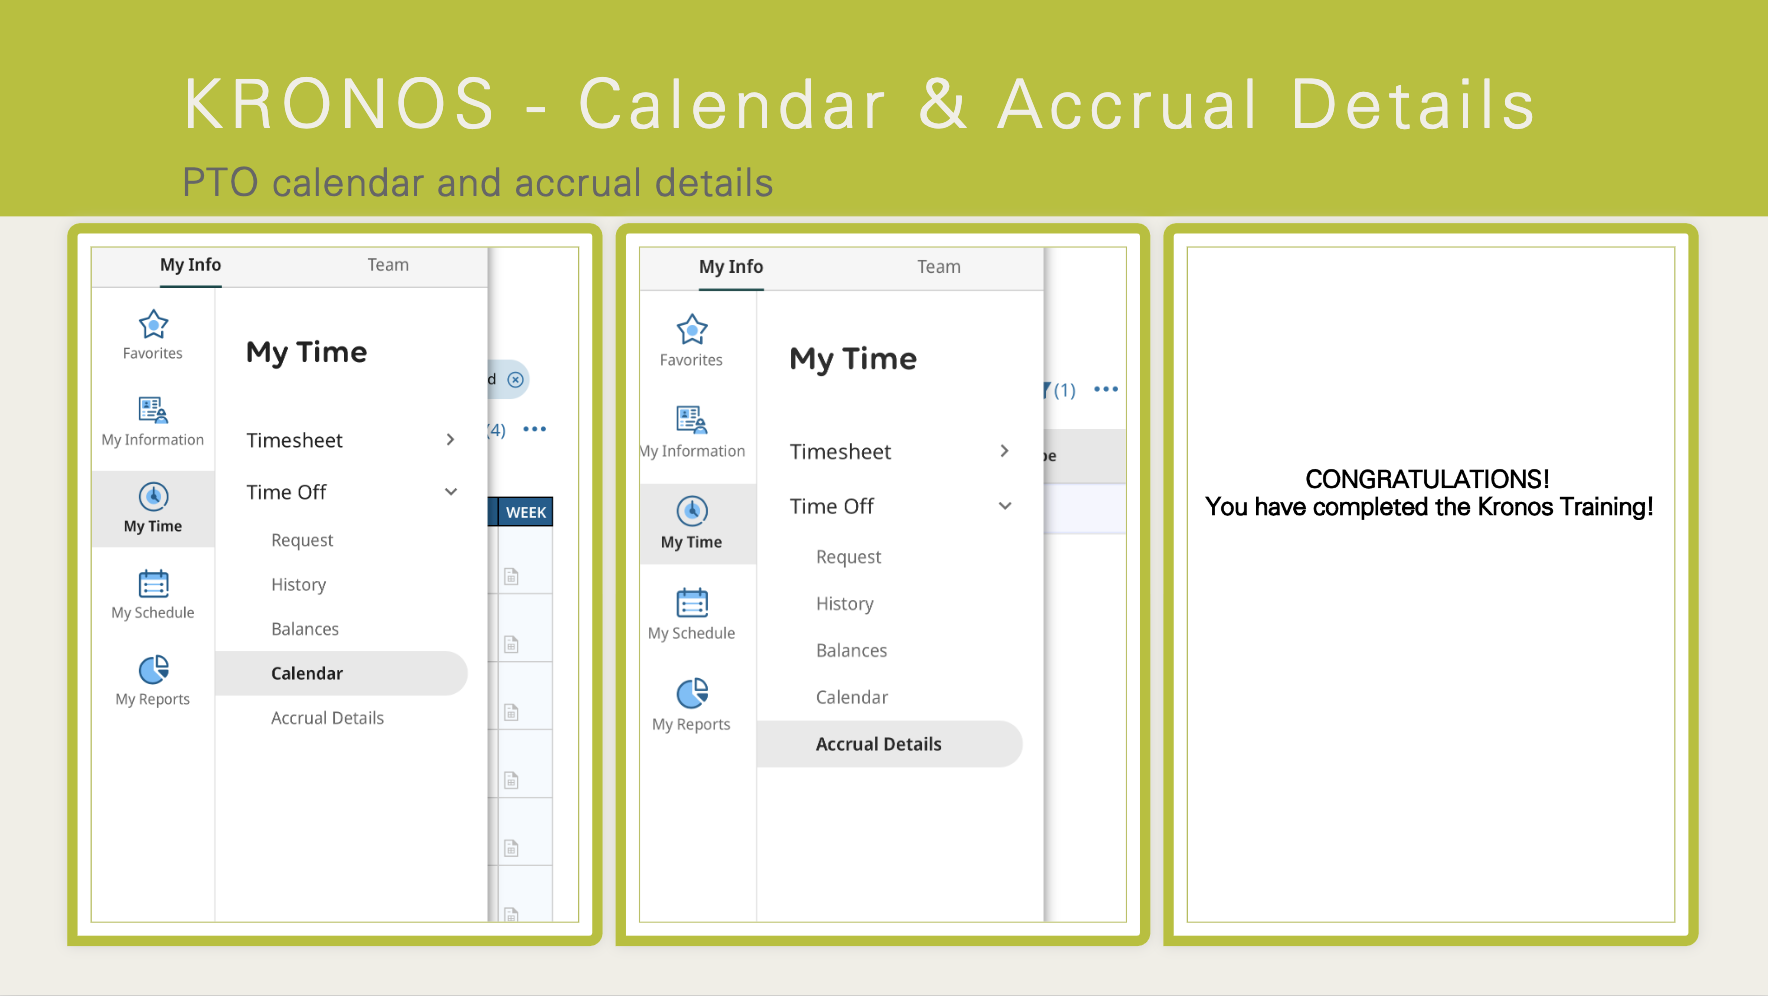 KRONOS - Calendar & Accrual Details
PTO calendar and accrual details
My Info
Team
Favorites
My Information
My Time
My Schedule
My Reports
My Time
Timesheet
Time Off
Request
History
Balances
Calendar
Accrual Details
d
(4)
WEEK
My Info
Team
Favorites
My Information
My Time
My Schedule
My Reports
My Time
Timesheet
Time Off
Request
History
Balances
Calendar
Accrual Details
(1)
pe
CONGRATULATIONS!
You have completed the Kronos Training!